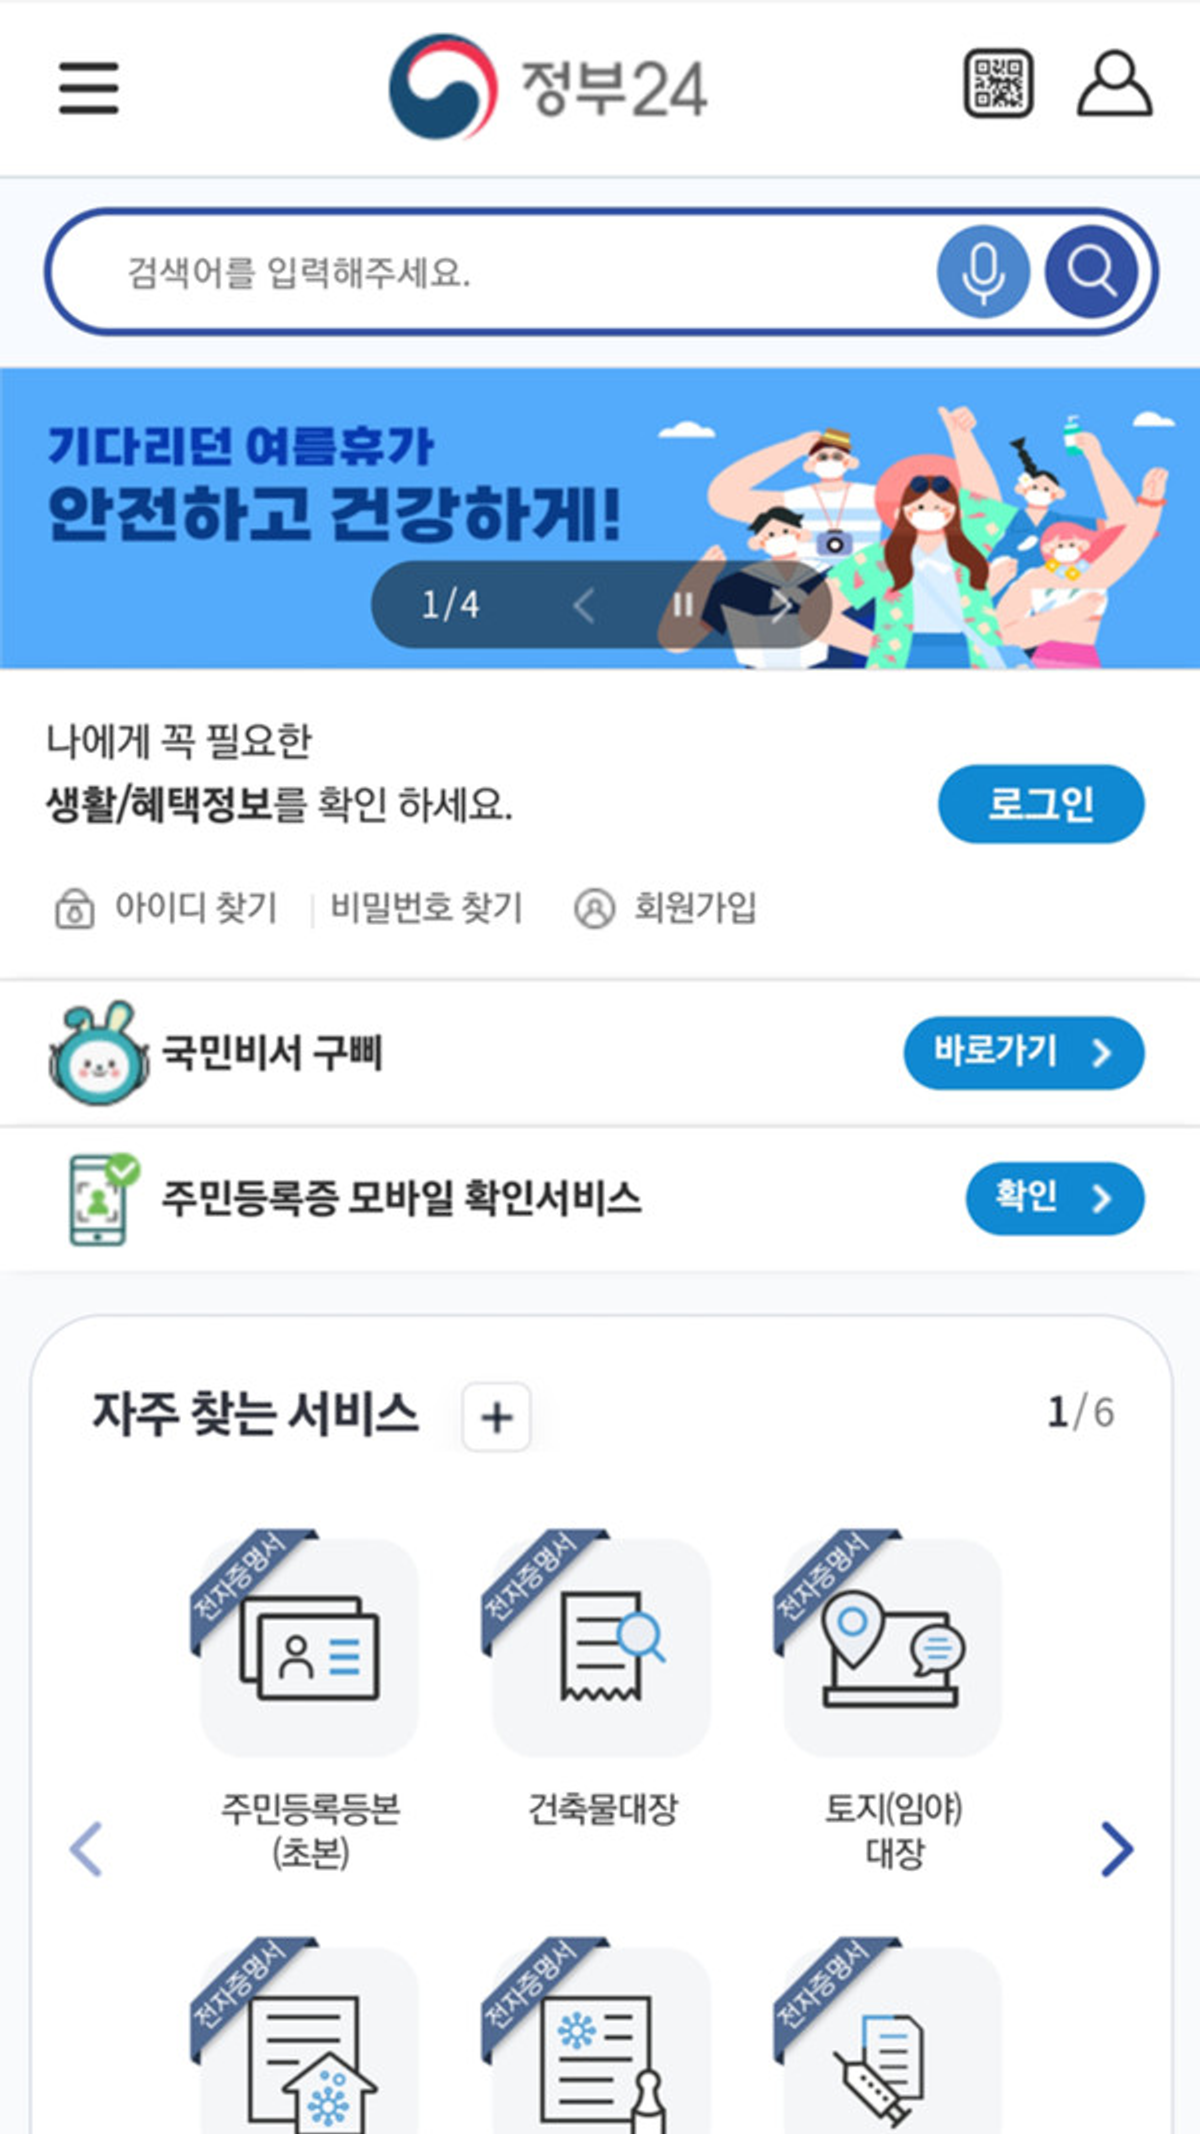 정부24
검색어를 입력해주세요.
기다리던 여름휴가
안전하고 건강하게!
1/4
나에게 꼭 필요한
생활/혜택정보를 확인 하세요.
로그인
아이디 찾기
비밀번호 찾기
회원가입
국민비서 구삐
바로가기
주민등록증 모바일 확인서비스
확인
자주 찾는 서비스
+
1/6
전자증명서
전자증명서
전자증명서
주민등록등본
(초본)
건축물대장
토지(임야)
대장
전자증명서
전자증명서
전자증명서